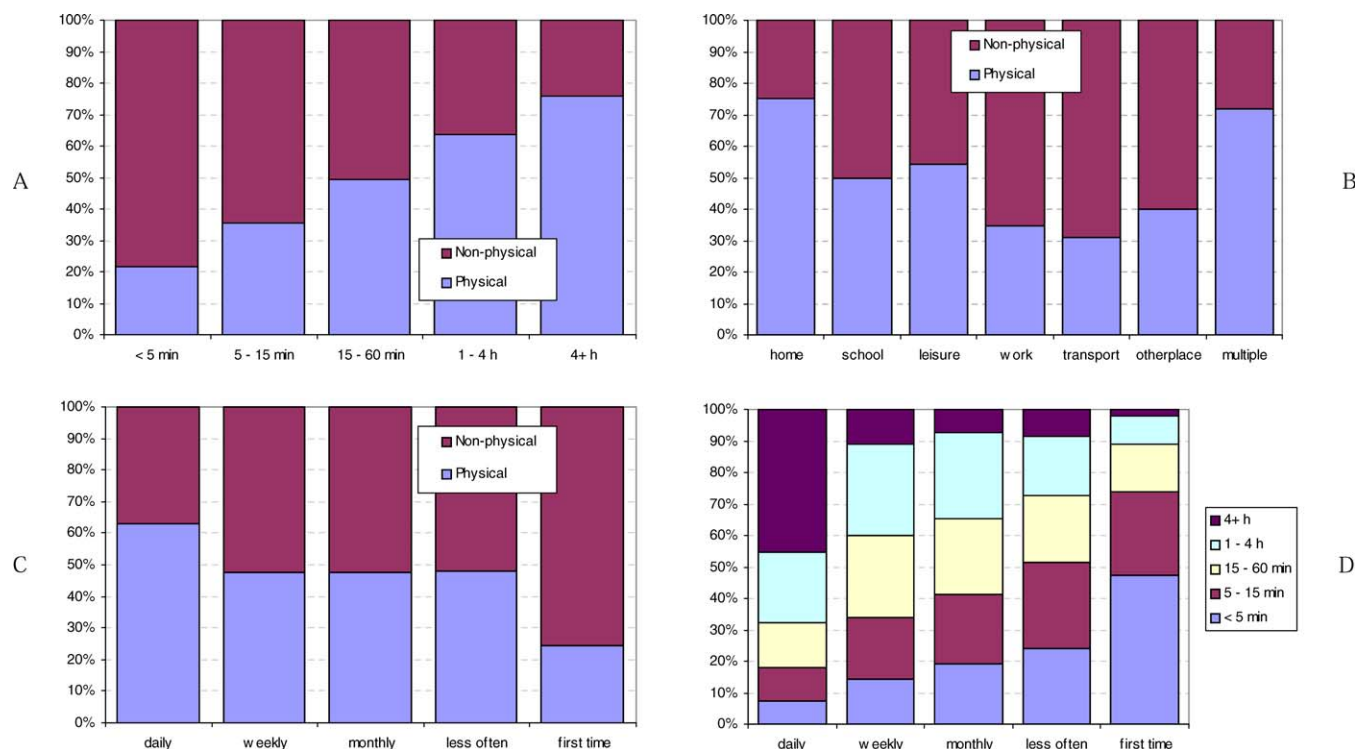 A
100%
90%
80%
70%
60%
50%
40%
30%
20%
10%
0%
Non-physical
Physical
< 5 min 5 - 15 min 15 - 60 min 1 - 4 h 4+ h
B
100%
90%
80%
70%
60%
50%
40%
30%
20%
10%
0%
Non-physical
Physical
home school leisure work transport otherplace multiple
C
100%
90%
80%
70%
60%
50%
40%
30%
20%
10%
0%
Non-physical
Physical
daily weekly monthly less often first time
D
100%
90%
80%
70%
60%
50%
40%
30%
20%
10%
0%
4+ h
1 - 4 h
15 - 60 min
5 - 15 min
< 5 min
daily weekly monthly less often first time